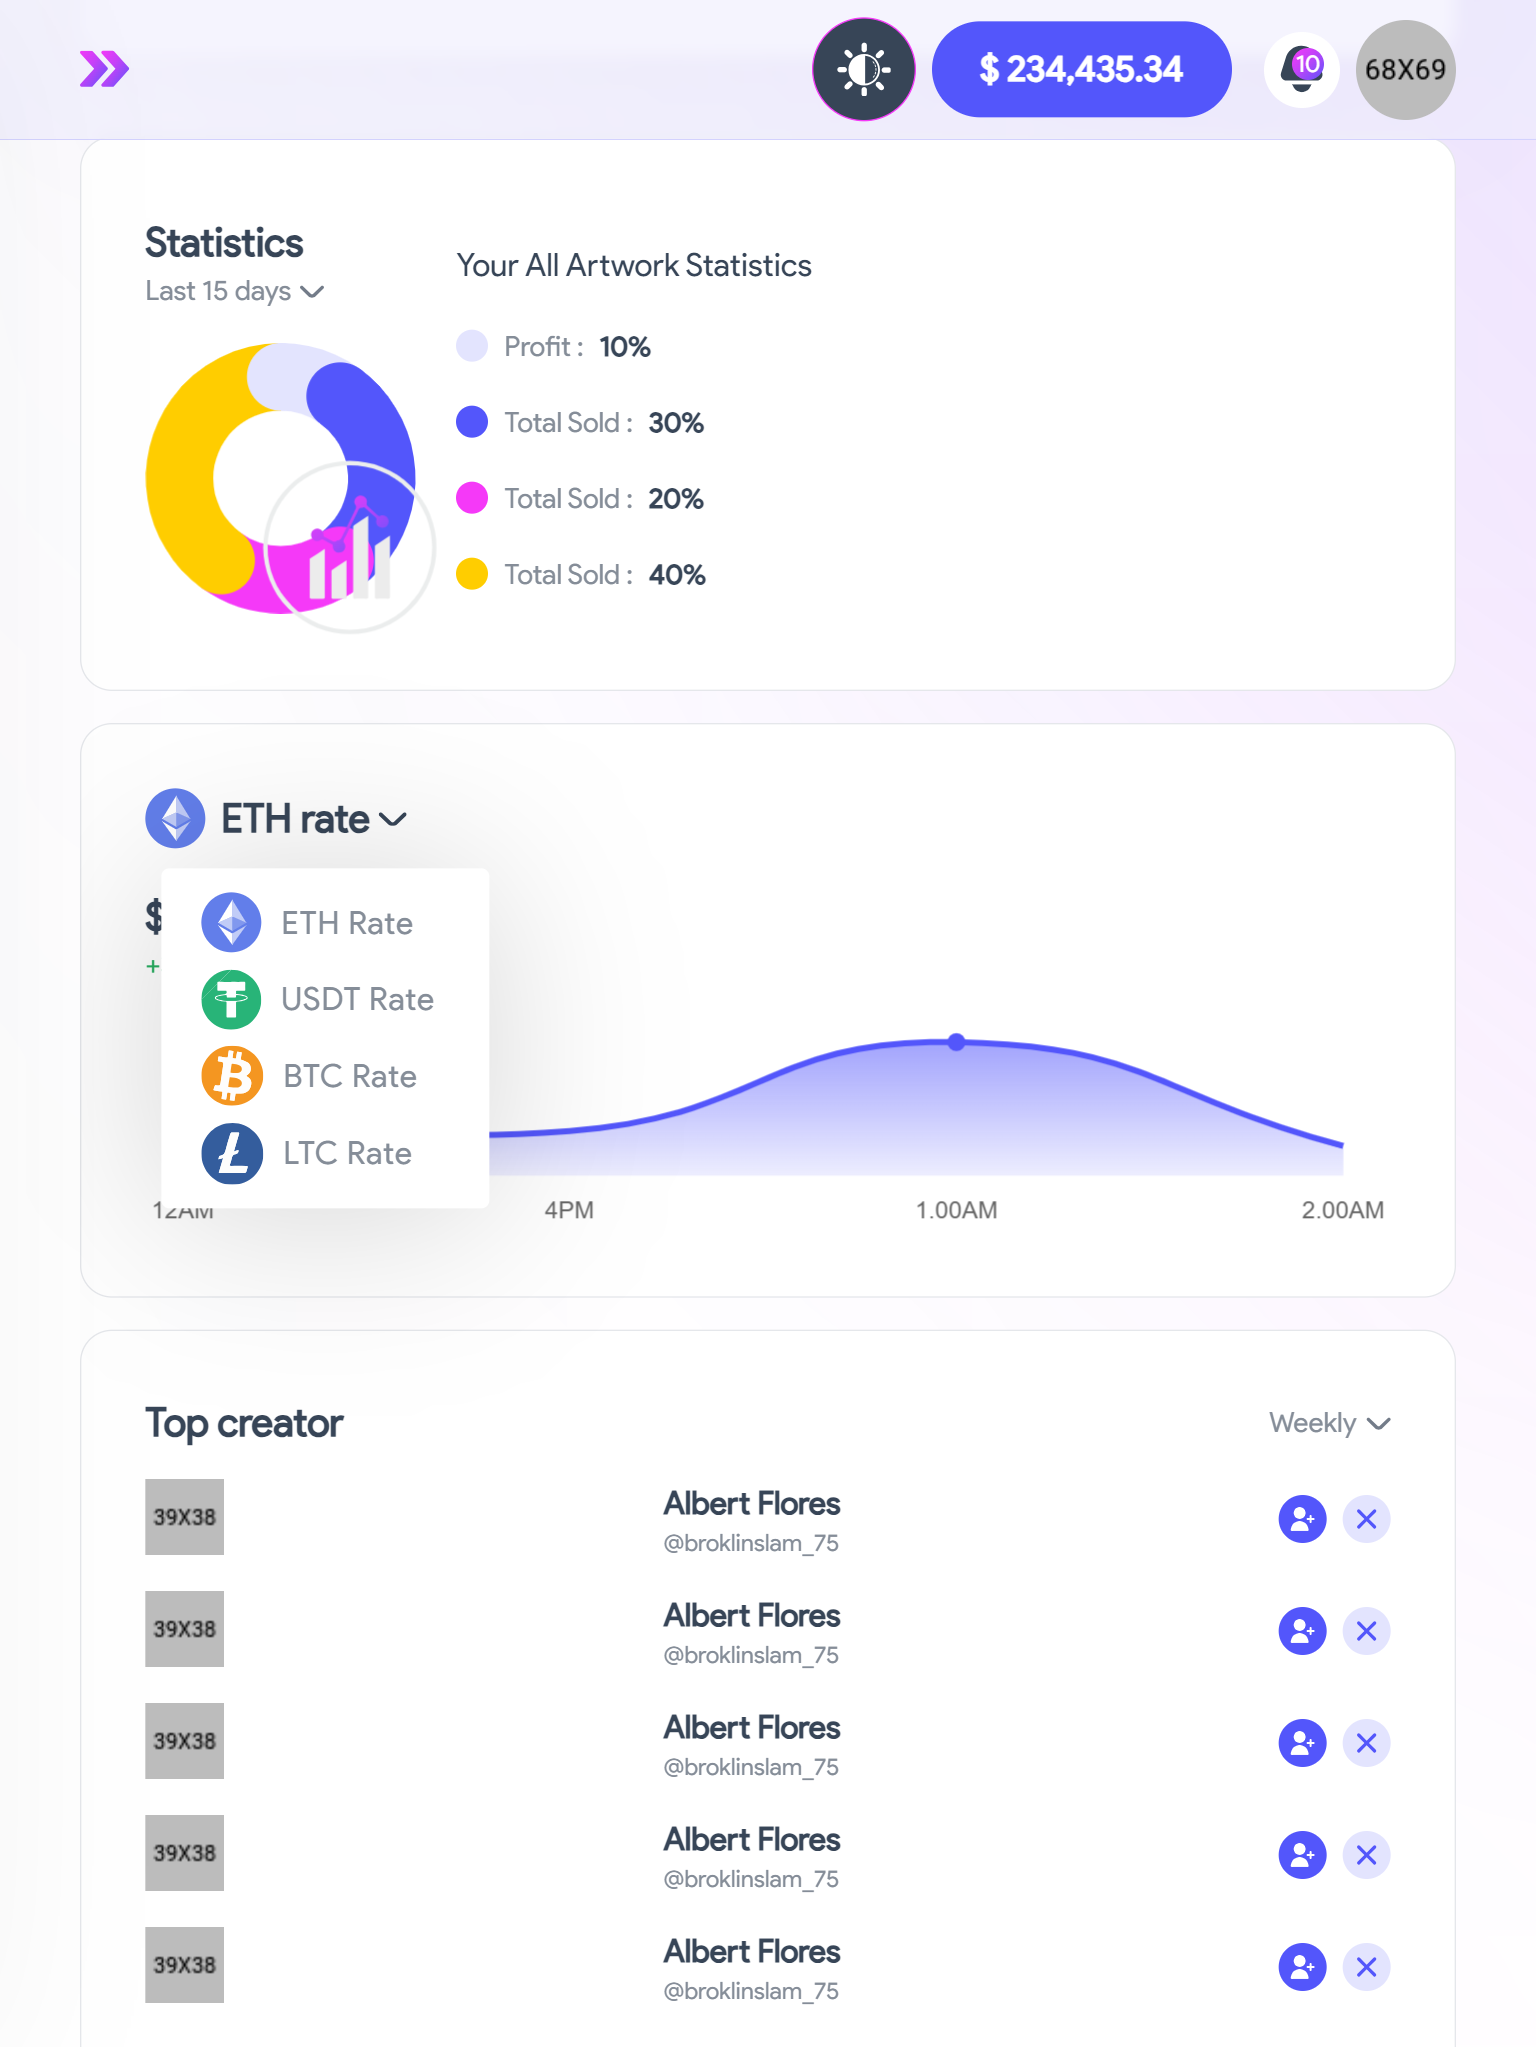 $ 234,435.34
10
68X69
Statistics
Last 15 days
Your All Artwork Statistics
Profit : 10%
Total Sold : 30%
Total Sold : 20%
Total Sold : 40%
ETH rate
$
+
ETH Rate
USDT Rate
BTC Rate
LTC Rate
12AM
4PM
1.00AM
2.00AM
Top creator
Weekly
39X38
Albert Flores
@broklinslam_75
39X38
Albert Flores
@broklinslam_75
39X38
Albert Flores
@broklinslam_75
39X38
Albert Flores
@broklinslam_75
39X38
Albert Flores
@broklinslam_75